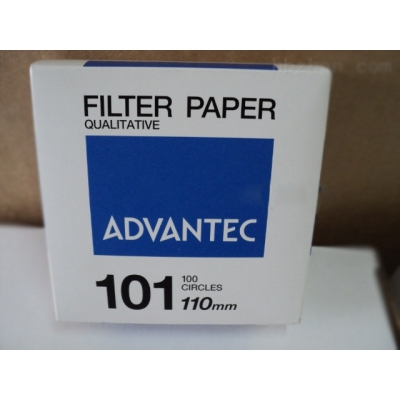 FILTER PAPER
QUALITATIVE
ADVANTEC
101
100
CIRCLES
110mm